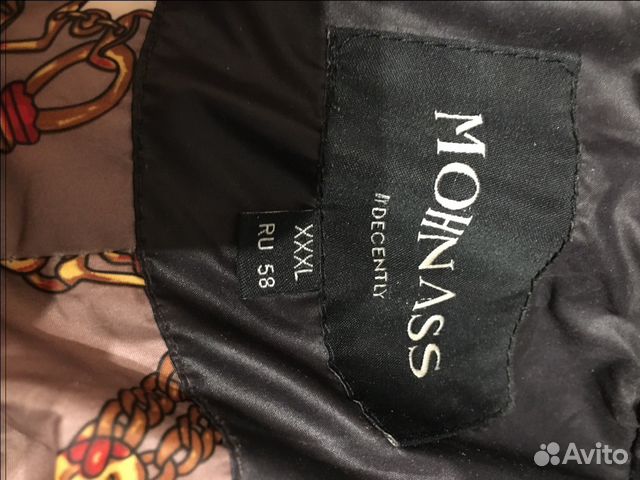 MOHNASS
INDECENTLY
XXXL
RU 58
Avito